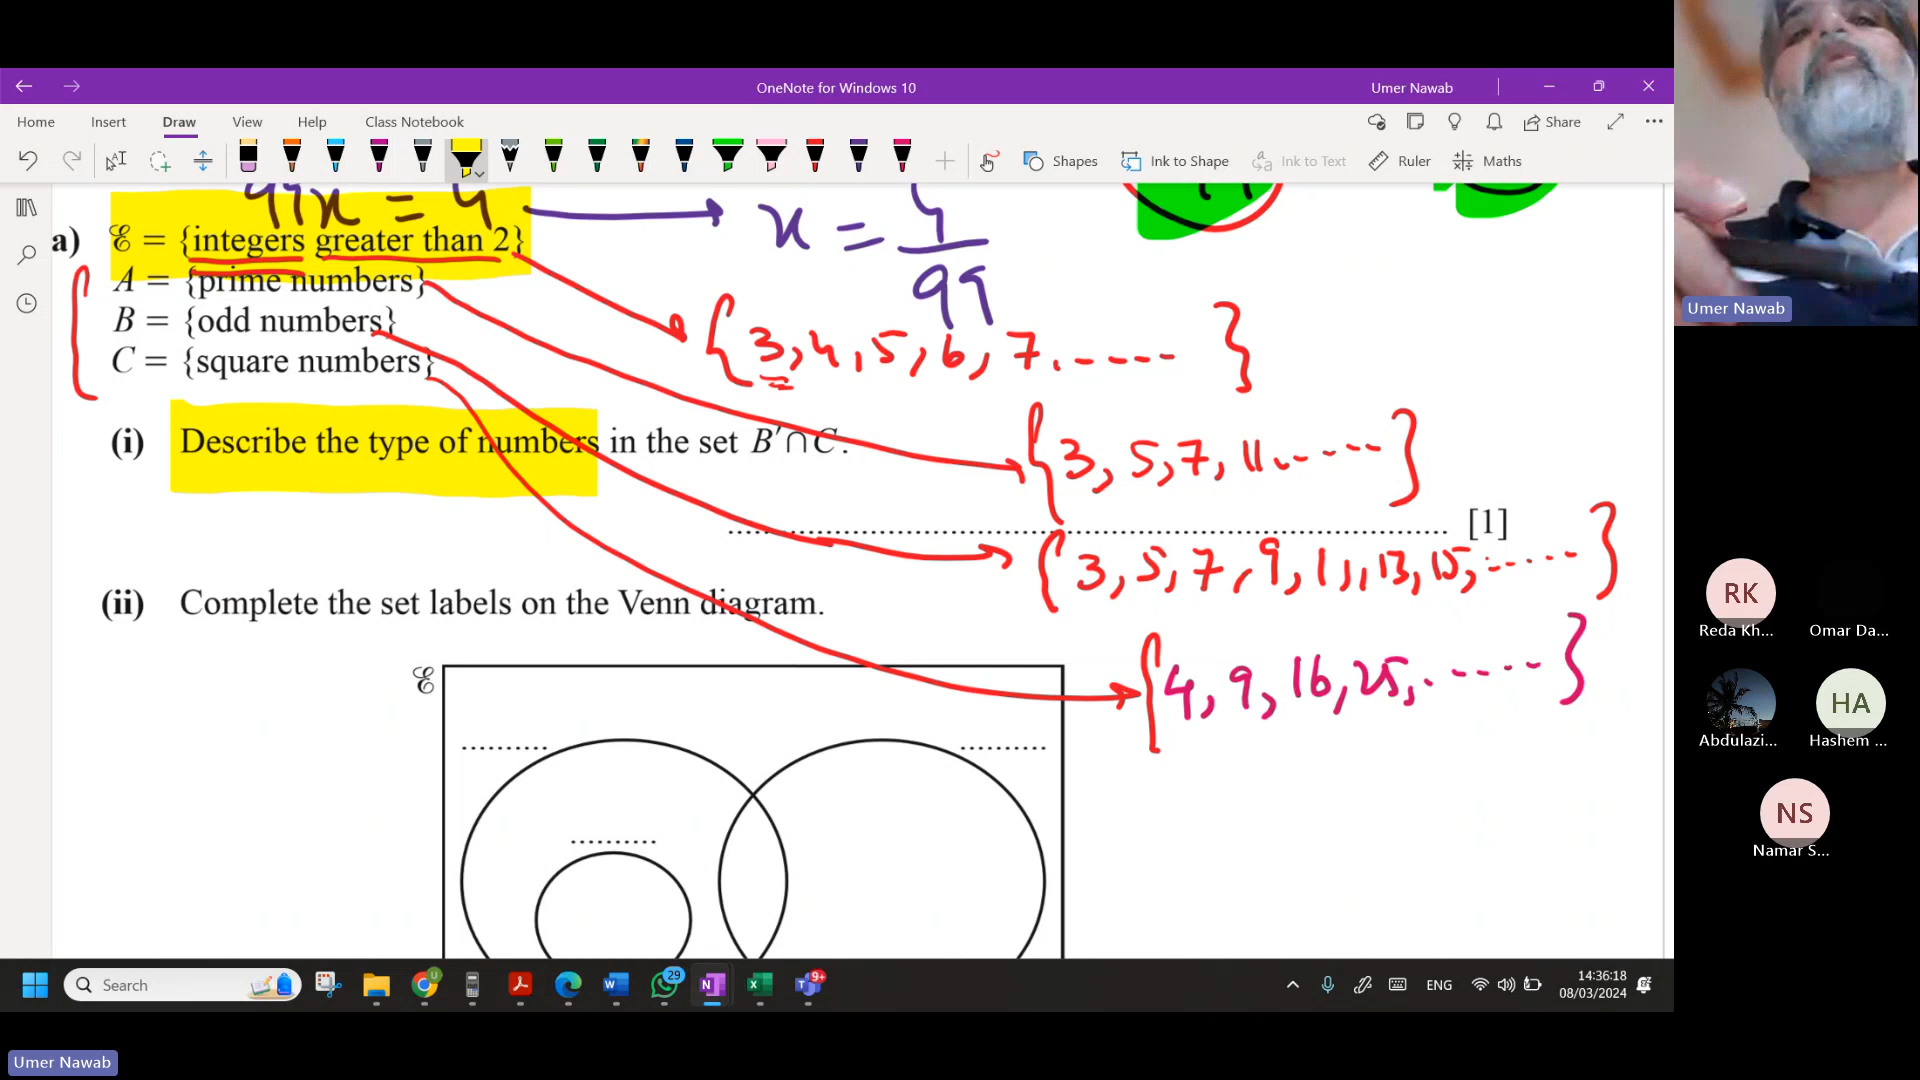 OneNote for Windows 10
Umer Nawab
Home Insert Draw View Help Class Notebook
Share
Shapes Ink to Shape Ink to Text Ruler Maths
99x = 4
x = 4/99
a) ℰ = {integers greater than 2}
A = {prime numbers}
B = {odd numbers}
C = {square numbers}
{3, 4, 5, 6, 7, ..... }
(i) Describe the type of numbers in the set B′∩C.
{3, 5, 7, 11, ..... }
[1]
{3, 5, 7, 9, 11, 13, 15, ...... }
(ii) Complete the set labels on the Venn diagram.
{4, 9, 16, 25, ...... }
ℰ
Umer Nawab
RK
Reda Kh...
Omar Da...
Abdulazi...
HA
Hashem ...
NS
Namar S...
Search
U
29
9+
ENG
14:36:18
08/03/2024
Umer Nawab